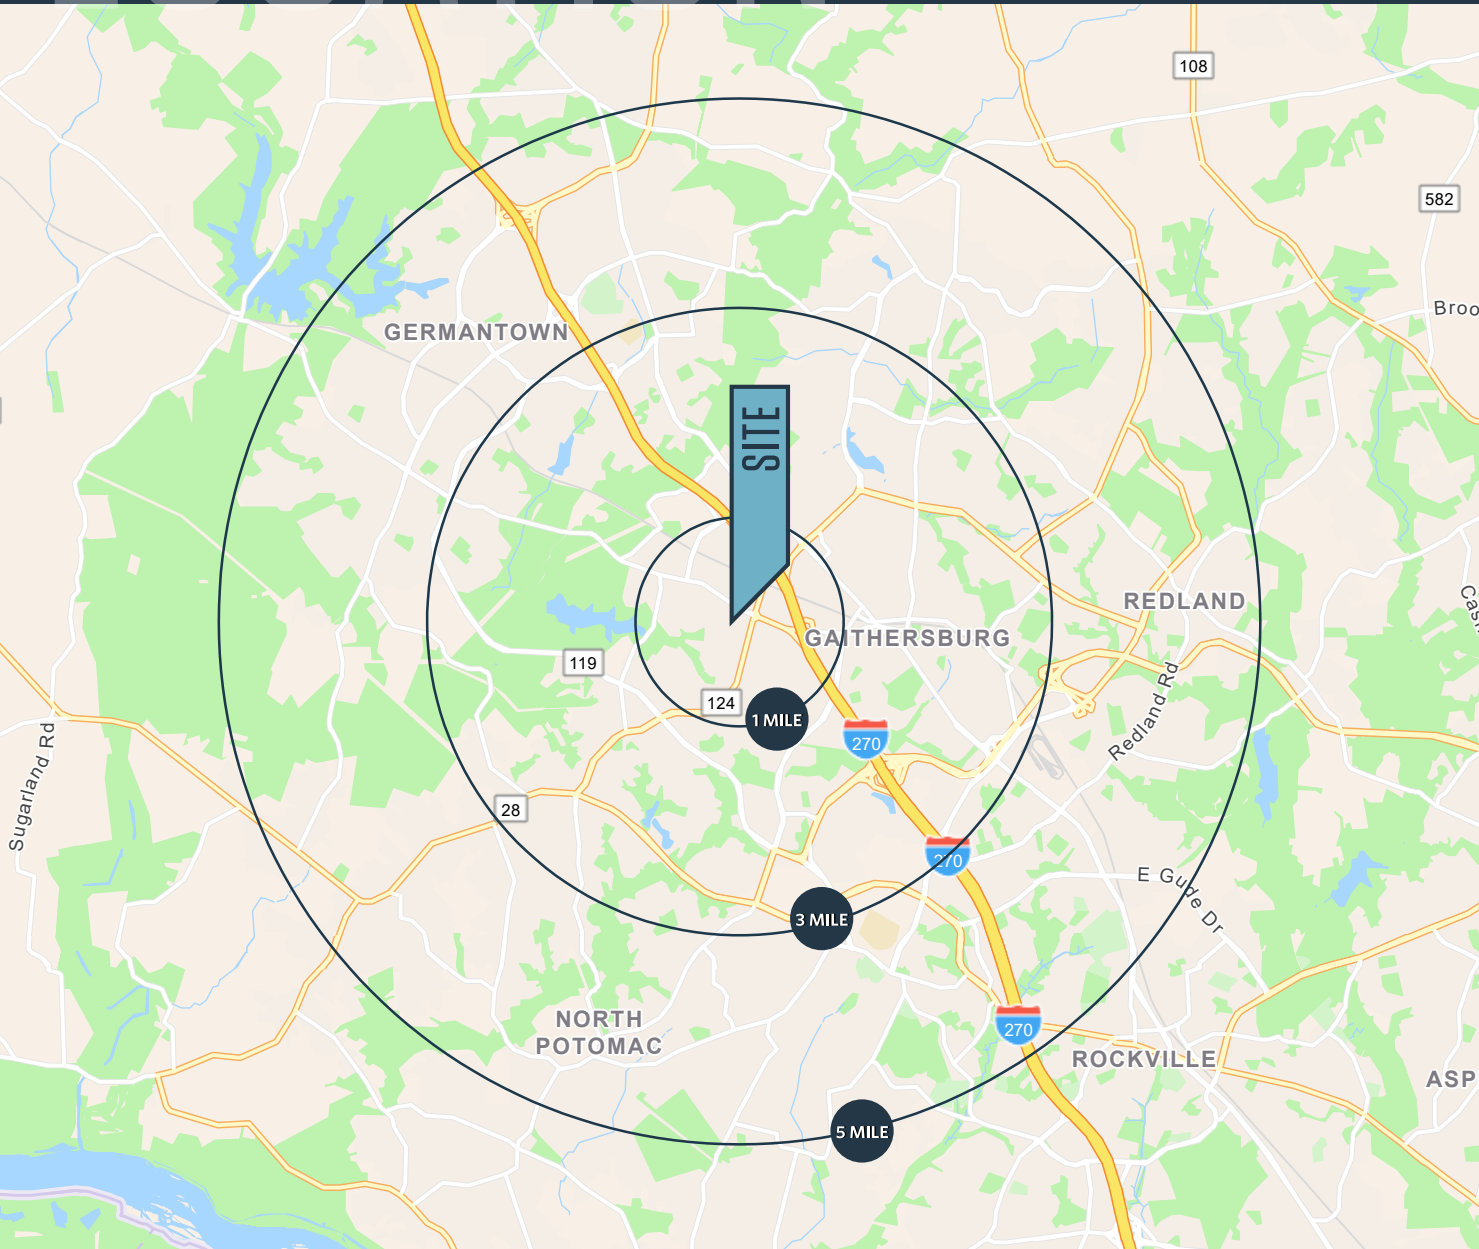 108
582
Broo
GERMANTOWN
SITE
REDLAND
Cash
GAITHERSBURG
119
124
1 MILE
Redland Rd
270
Sugarland Rd
28
270
E Gude Dr
3 MILE
NORTH
POTOMAC
270
ROCKVILLE
ASP
5 MILE